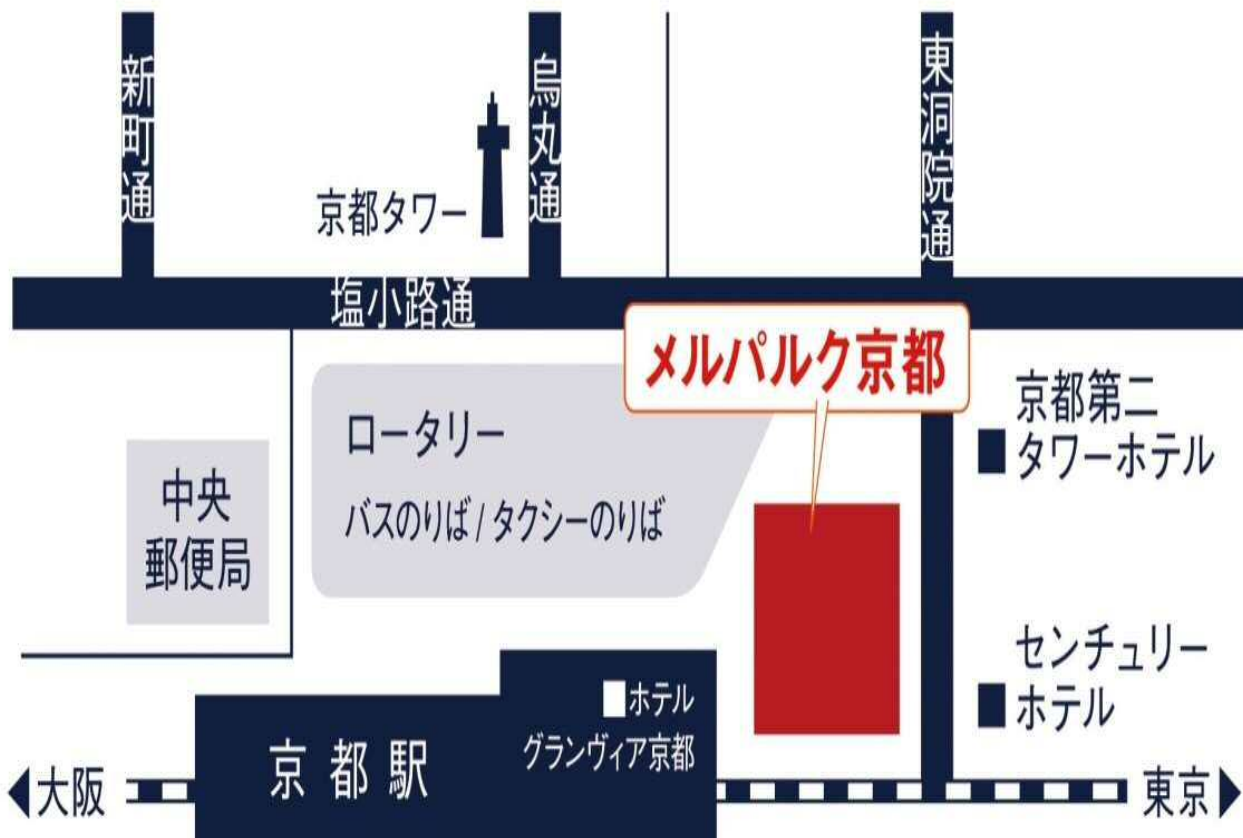 新町通
烏丸通
東洞院通
京都タワー
塩小路通
メルパルク京都
ロータリー
バスのりば / タクシーのりば
京都第二
タワーホテル
中央
郵便局
センチュリー
ホテル
ホテル
グランヴィア京都
京都駅
大阪
東京